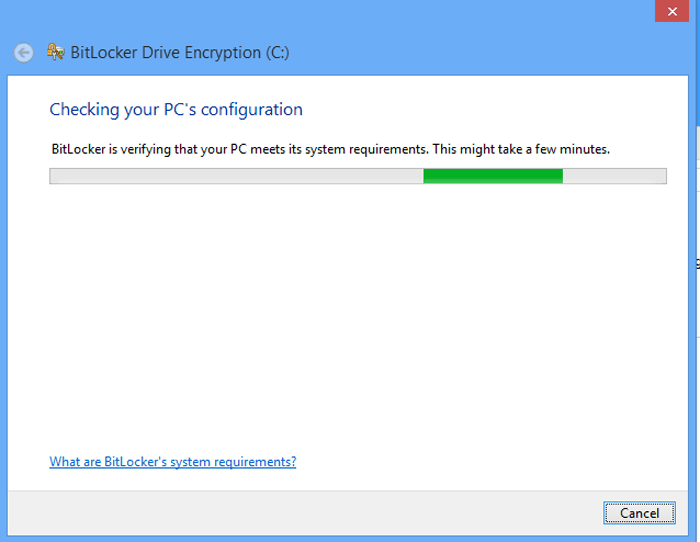 BitLocker Drive Encryption (C:)
Checking your PC's configuration
BitLocker is verifying that your PC meets its system requirements. This might take a few minutes.
What are BitLocker's system requirements?
Cancel